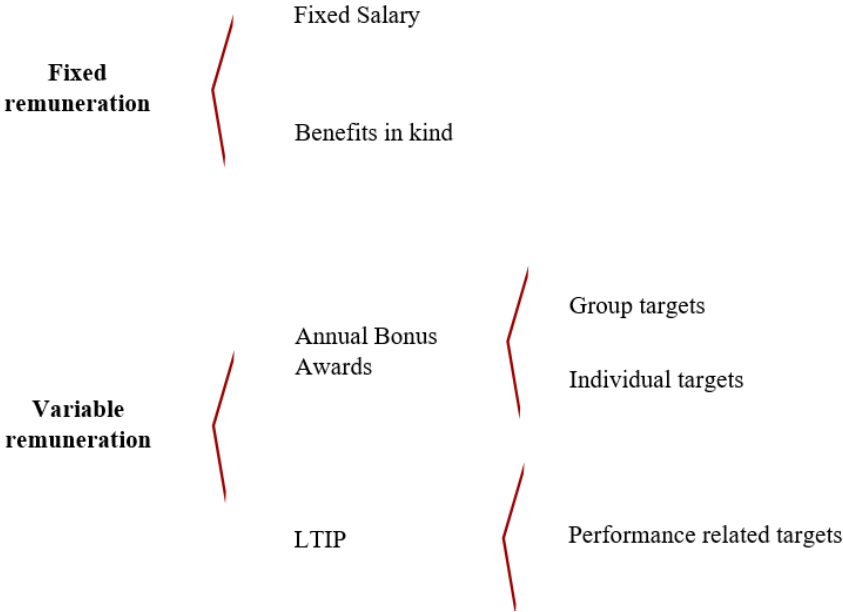 Fixed Salary
Fixed
remuneration
Benefits in kind
Annual Bonus
Awards
Group targets
Individual targets
Variable
remuneration
LTIP
Performance related targets